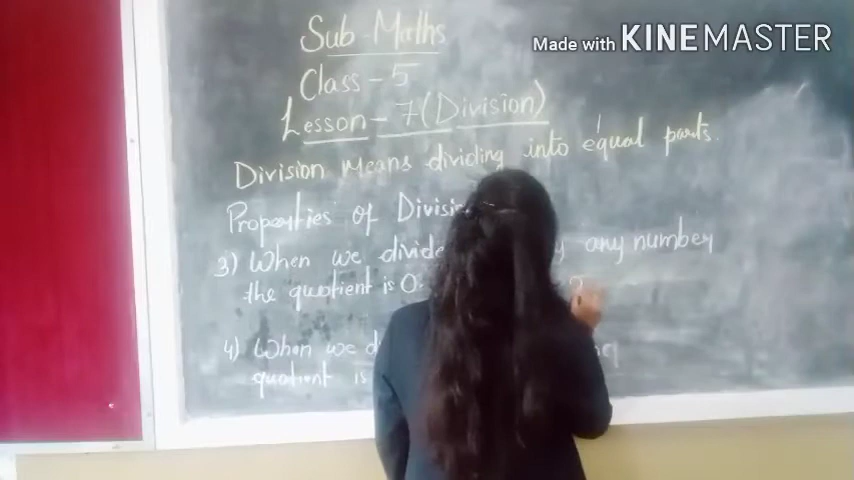 Made with KINEMASTER
Sub - Maths
Class - 5
Lesson - 7 (Division)
Division means dividing into equal parts.
Properties of
3) When we divide any number
the quotient is 0.
4) When we
quotient is